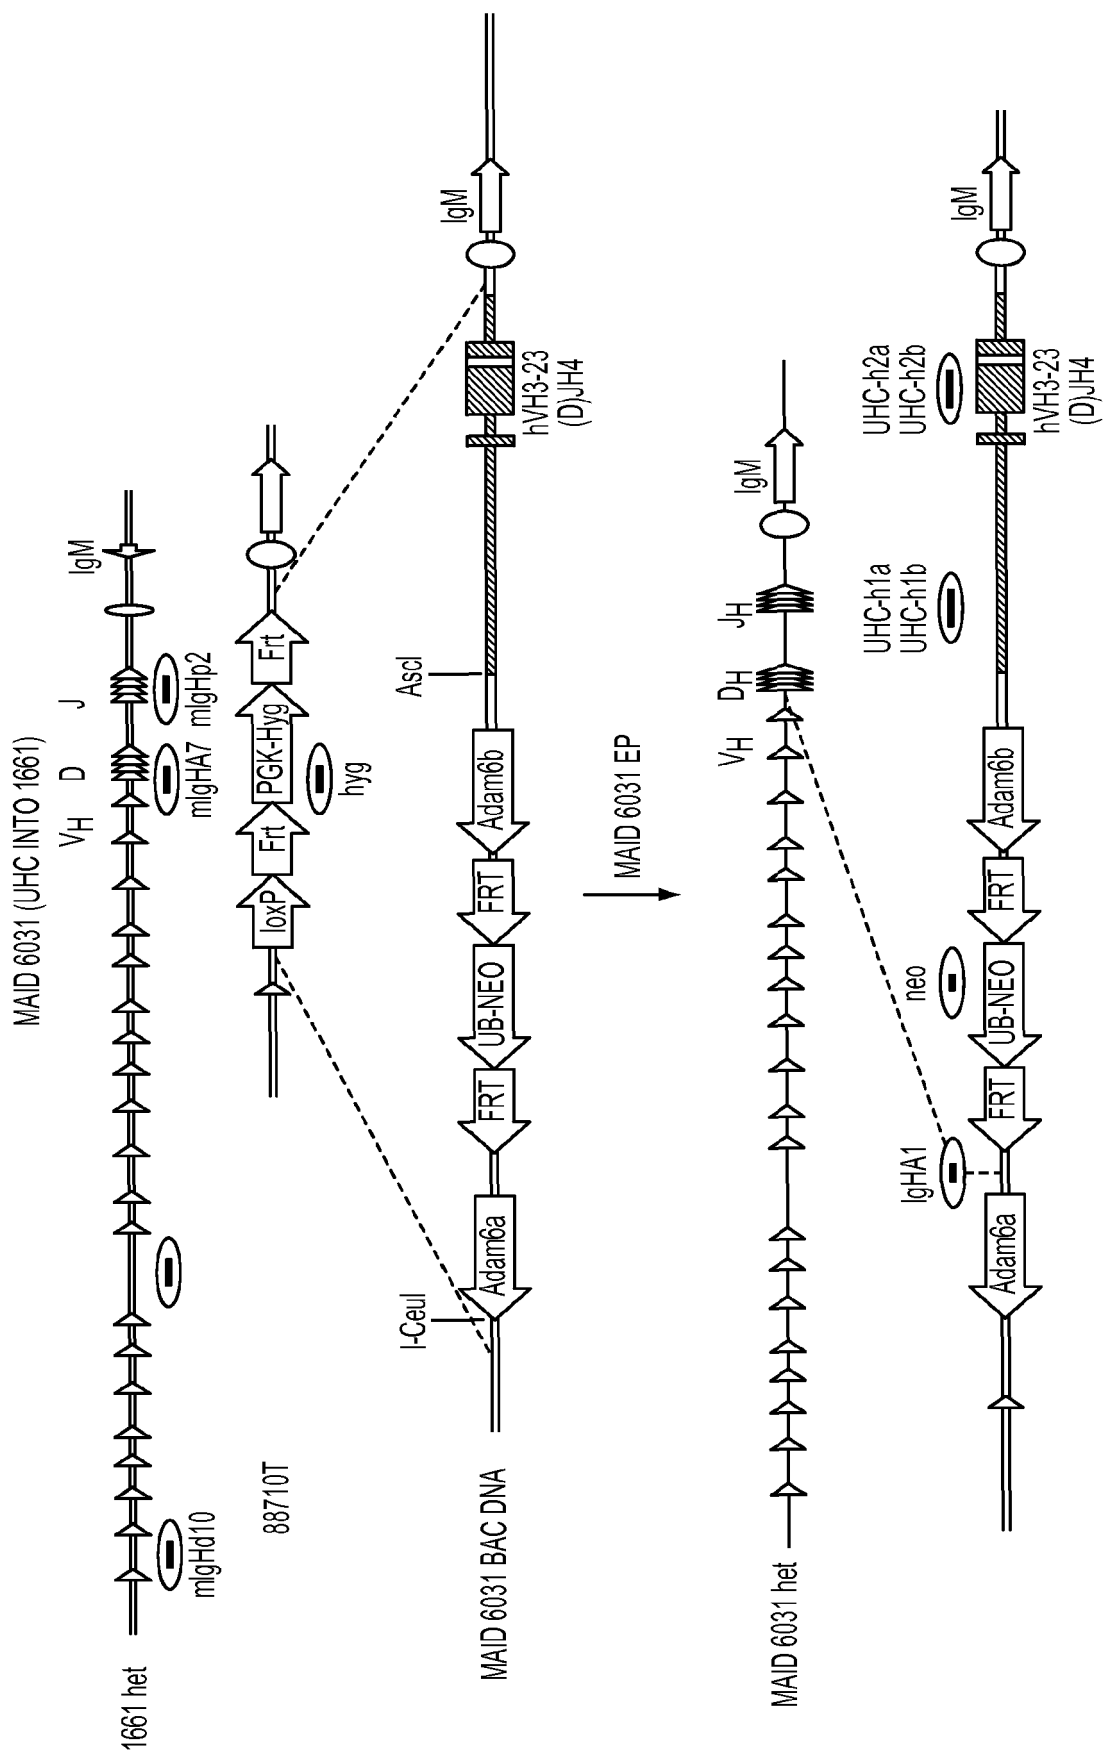 MAID 6031 (UHC INTO 1661)
VH D J IgM
1661 het
mIgHd10
mIgHA7
mIgHp2
88710T
loxP
Frt
PGK-Hyg
Frt
hyg
I-CeuI
AscI
IgM
MAID 6031 BAC DNA
Adam6a
FRT
UB-NEO
FRT
Adam6b
hVH3-23
(D)JH4
MAID 6031 EP
VH DH JH IgM
MAID 6031 het
IgHA1
neo
UHC-h1a
UHC-h1b
UHC-h2a
UHC-h2b
IgM
Adam6a
FRT
UB-NEO
FRT
Adam6b
hVH3-23
(D)JH4